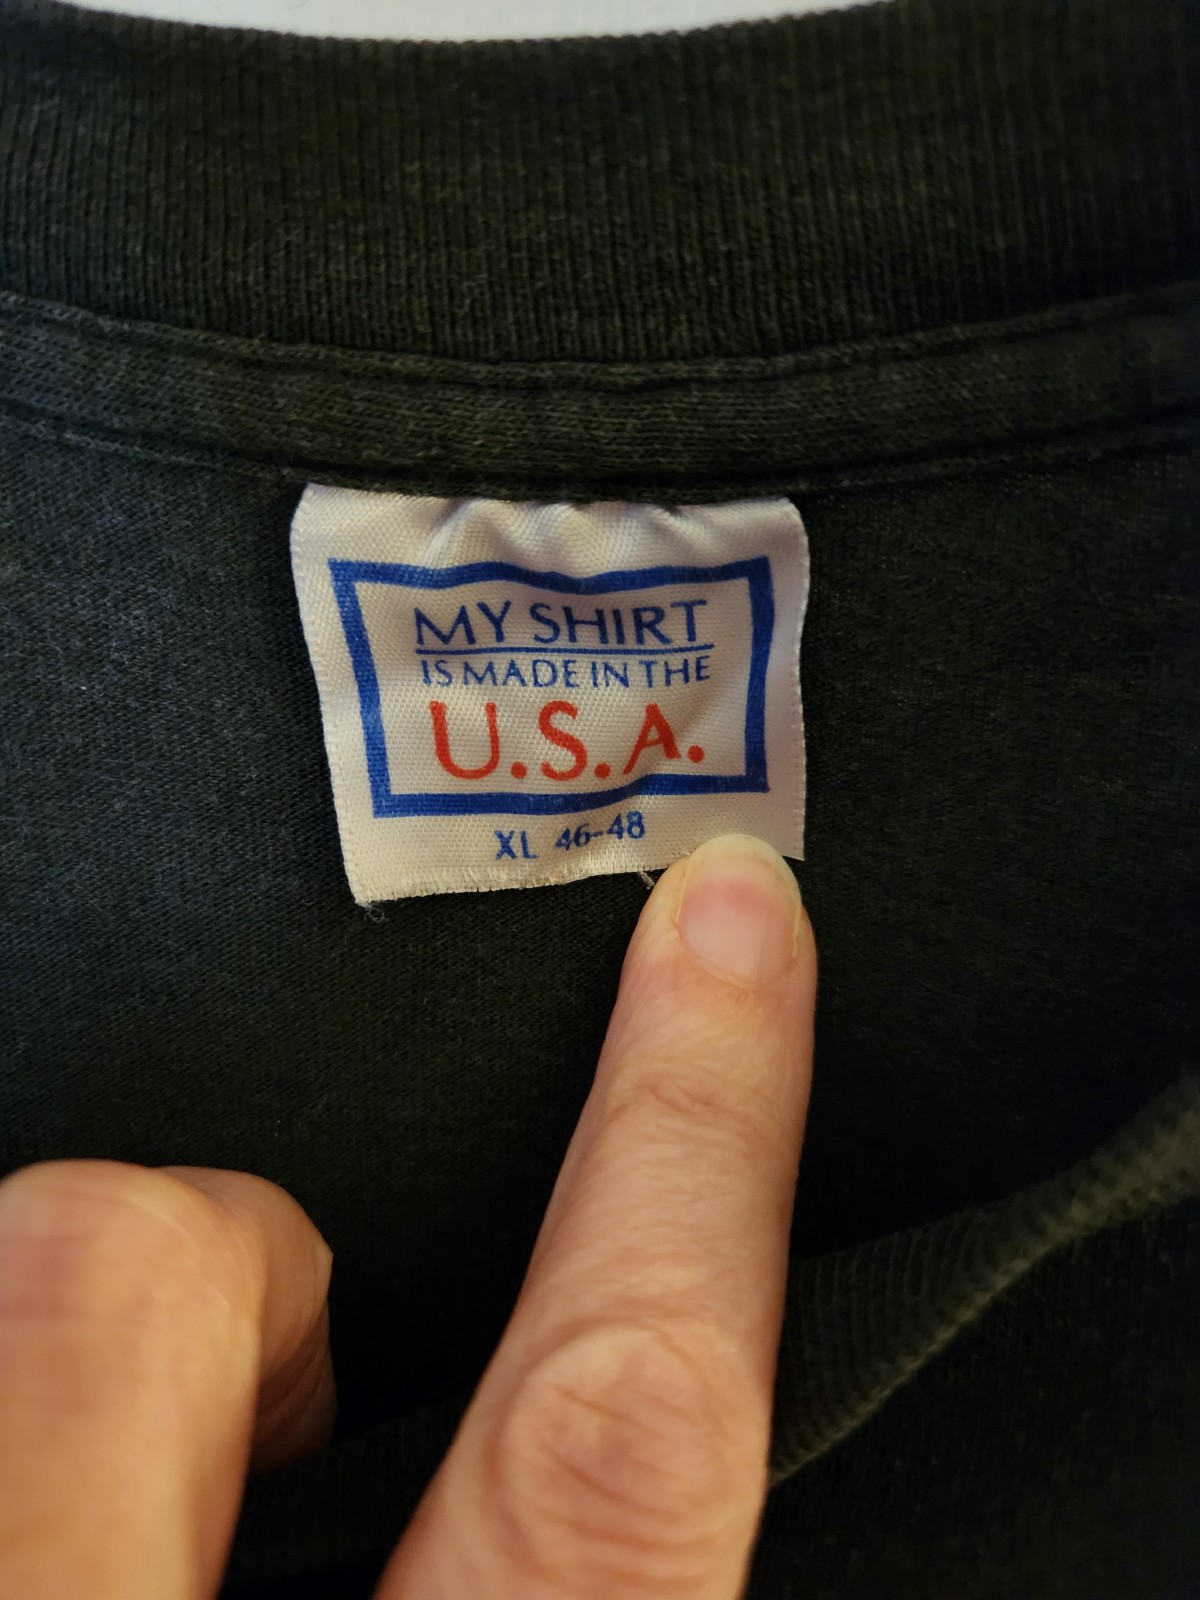 MY SHIRT
IS MADE IN THE
U.S.A.
XL 46-48